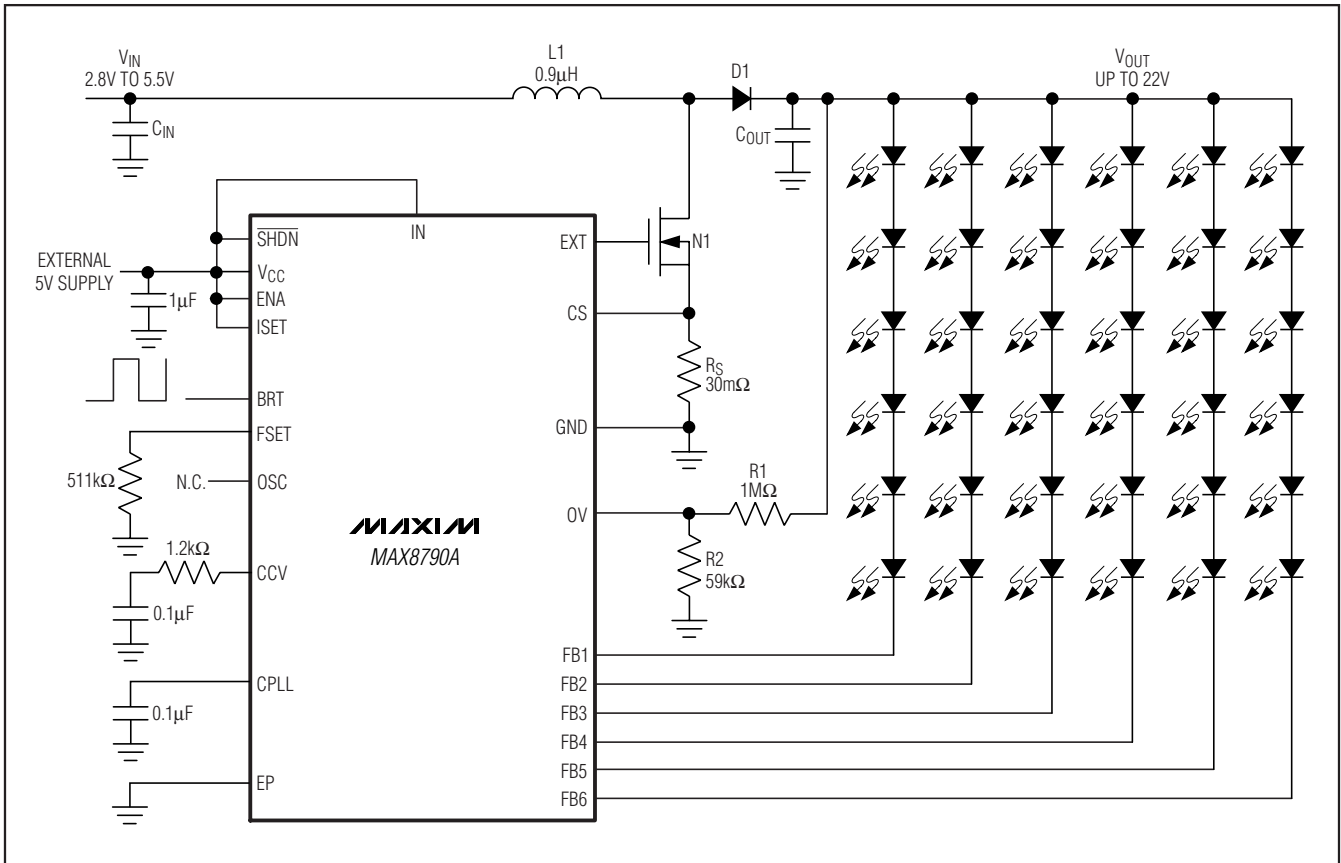 VIN
2.8V TO 5.5V
CIN
L1
0.9µH
D1
COUT
VOUT
UP TO 22V
EXTERNAL
5V SUPPLY
1µF
SHDN
VCC
ENA
ISET
IN
BRT
FSET
511kΩ
N.C.
OSC
1.2kΩ
CCV
0.1µF
CPLL
0.1µF
EP
MAXIM
MAX8790A
EXT
N1
CS
RS
30mΩ
GND
R1
1MΩ
OV
R2
59kΩ
FB1
FB2
FB3
FB4
FB5
FB6